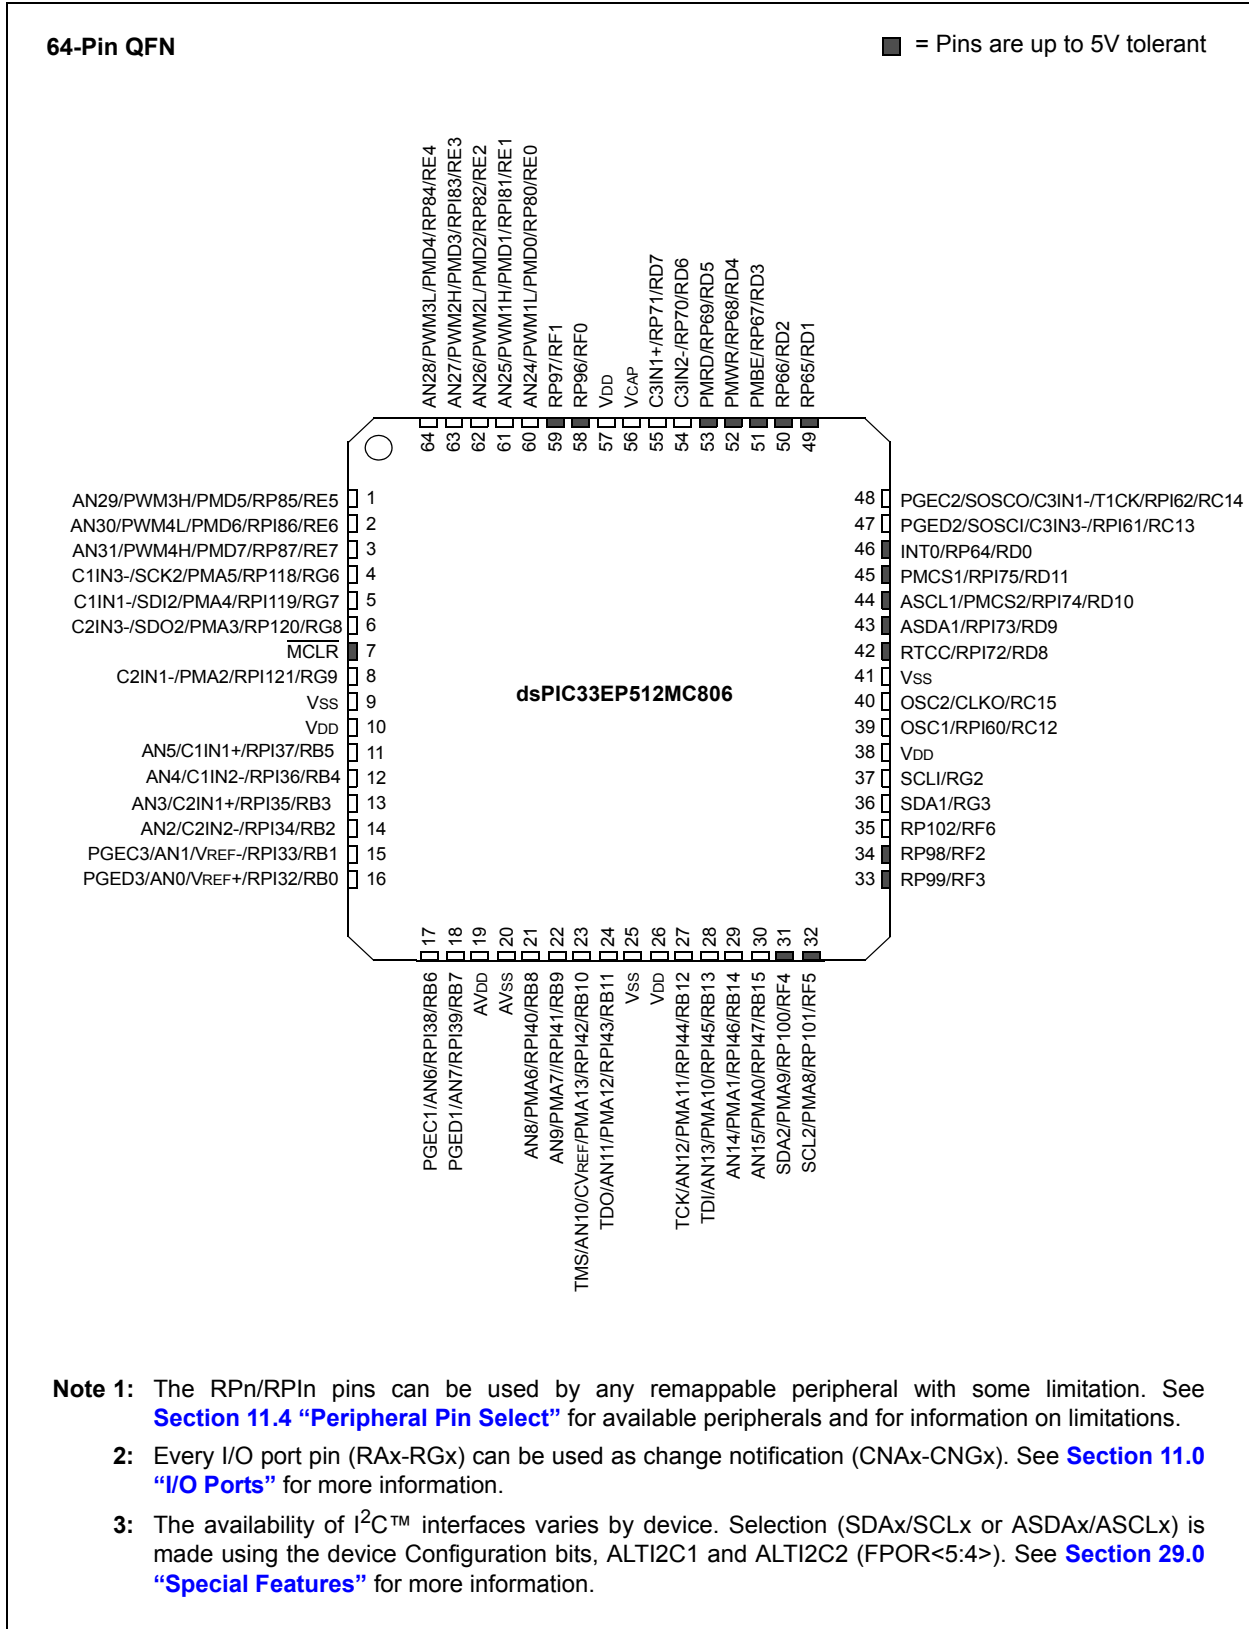 64-Pin QFN
= Pins are up to 5V tolerant
AN28/PWM3L/PMD4/RP84/RE4
AN27/PWM2H/PMD3/RPI83/RE3
AN26/PWM2L/PMD2/RP82/RE2
AN25/PWM1H/PMD1/RPI81/RE1
AN24/PWM1L/PMD0/RP80/RE0
RP97/RF1
RP96/RF0
VDD
VCAP
C3IN1+/RP71/RD7
C3IN2-/RP70/RD6
PMRD/RP69/RD5
PMWR/RP68/RD4
PMBE/RP67/RD3
RP66/RD2
RP65/RD1
64 63 62 61 60 59 58 57 56 55 54 53 52 51 50 49
AN29/PWM3H/PMD5/RP85/RE5 1
AN30/PWM4L/PMD6/RPI86/RE6 2
AN31/PWM4H/PMD7/RP87/RE7 3
C1IN3-/SCK2/PMA5/RP118/RG6 4
C1IN1-/SDI2/PMA4/RPI119/RG7 5
C2IN3-/SDO2/PMA3/RP120/RG8 6
MCLR 7
C2IN1-/PMA2/RPI121/RG9 8
VSS 9
VDD 10
AN5/C1IN1+/RPI37/RB5 11
AN4/C1IN2-/RPI36/RB4 12
AN3/C2IN1+/RPI35/RB3 13
AN2/C2IN2-/RPI34/RB2 14
PGEC3/AN1/VREF-/RPI33/RB1 15
PGED3/AN0/VREF+/RPI32/RB0 16
dsPIC33EP512MC806
48 PGEC2/SOSCO/C3IN1-/T1CK/RPI62/RC14
47 PGED2/SOSCI/C3IN3-/RPI61/RC13
46 INT0/RP64/RD0
45 PMCS1/RPI75/RD11
44 ASCL1/PMCS2/RPI74/RD10
43 ASDA1/RPI73/RD9
42 RTCC/RPI72/RD8
41 VSS
40 OSC2/CLKO/RC15
39 OSC1/RPI60/RC12
38 VDD
37 SCLI/RG2
36 SDA1/RG3
35 RP102/RF6
34 RP98/RF2
33 RP99/RF3
17 18 19 20 21 22 23 24 25 26 27 28 29 30 31 32
PGEC1/AN6/RPI38/RB6
PGED1/AN7/RPI39/RB7
AVDD
AVSS
AN8/PMA6/RPI40/RB8
AN9/PMA7//RPI41/RB9
TMS/AN10/CVREF/PMA13/RPI42/RB10
TDO/AN11/PMA12/RPI43/RB11
VSS
VDD
TCK/AN12/PMA11/RPI44/RB12
TDI/AN13/PMA10/RPI45/RB13
AN14/PMA1/RPI46/RB14
AN15/PMA0/RPI47/RB15
SDA2/PMA9/RP100/RF4
SCL2/PMA8/RP101/RF5
Note 1: The RPn/RPIn pins can be used by any remappable peripheral with some limitation. See
Section 11.4 “Peripheral Pin Select” for available peripherals and for information on limitations.
2: Every I/O port pin (RAx-RGx) can be used as change notification (CNAx-CNGx). See Section 11.0
“I/O Ports” for more information.
3: The availability of I2C™ interfaces varies by device. Selection (SDAx/SCLx or ASDAx/ASCLx) is
made using the device Configuration bits, ALTI2C1 and ALTI2C2 (FPOR<5:4>). See Section 29.0
“Special Features” for more information.